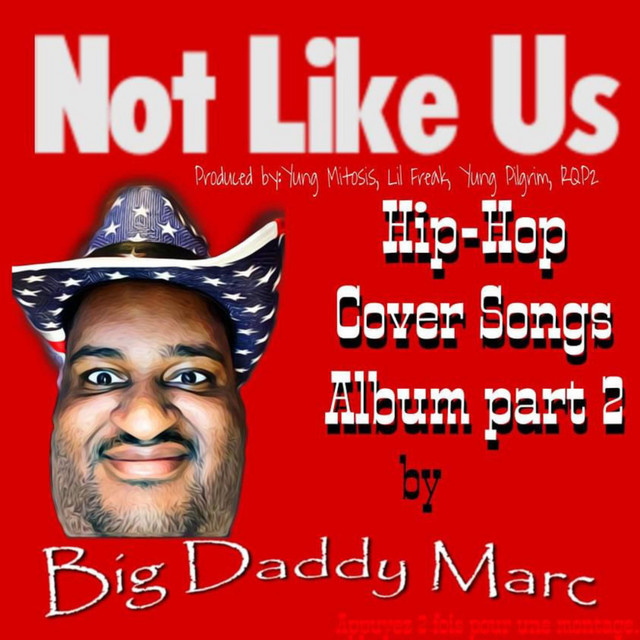 Not Like Us
Produced by: Yung Mitosis, Lil Freak, Yung Pilgrim, RQP2
Hip-Hop
Cover Songs
Album part 2
by
Big Daddy Marc
Appuyez 2 fois pour une montage